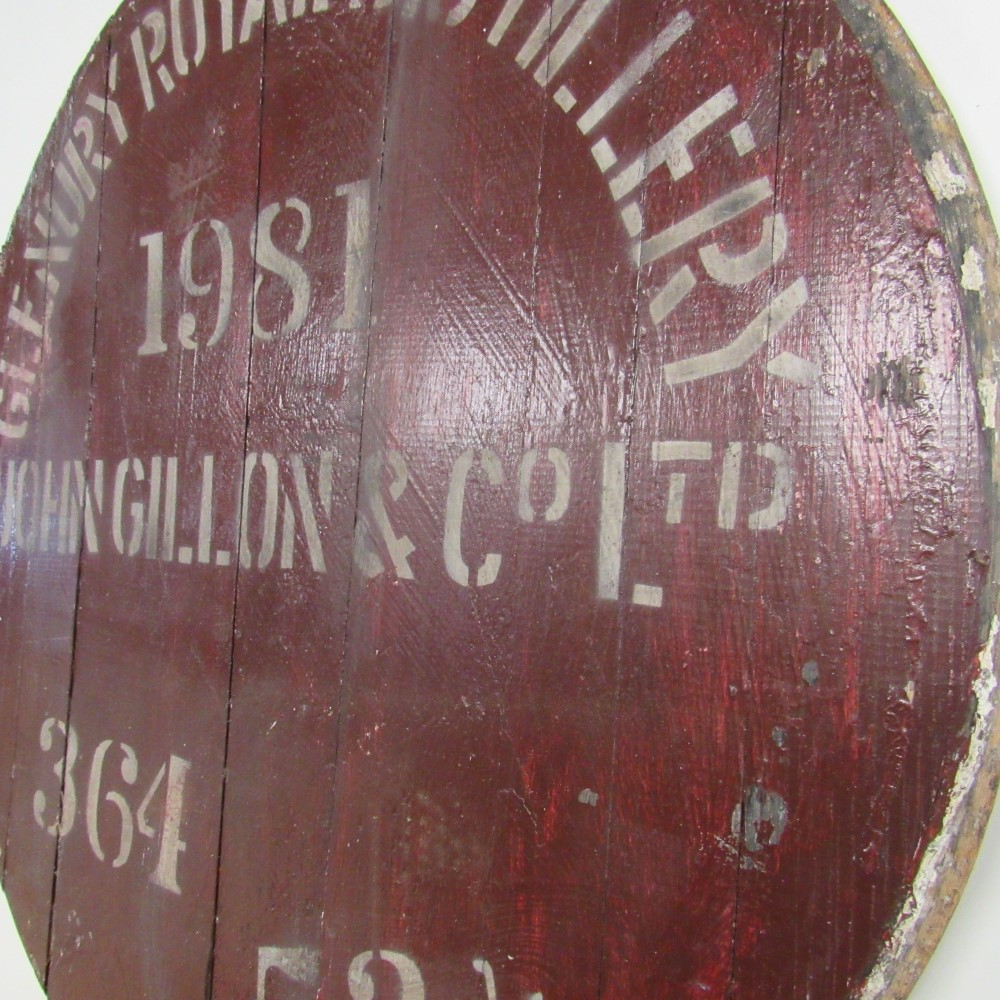 GLENURY ROYAL DISTILLERY
1981
JOHN GILLON & Co LTD
364